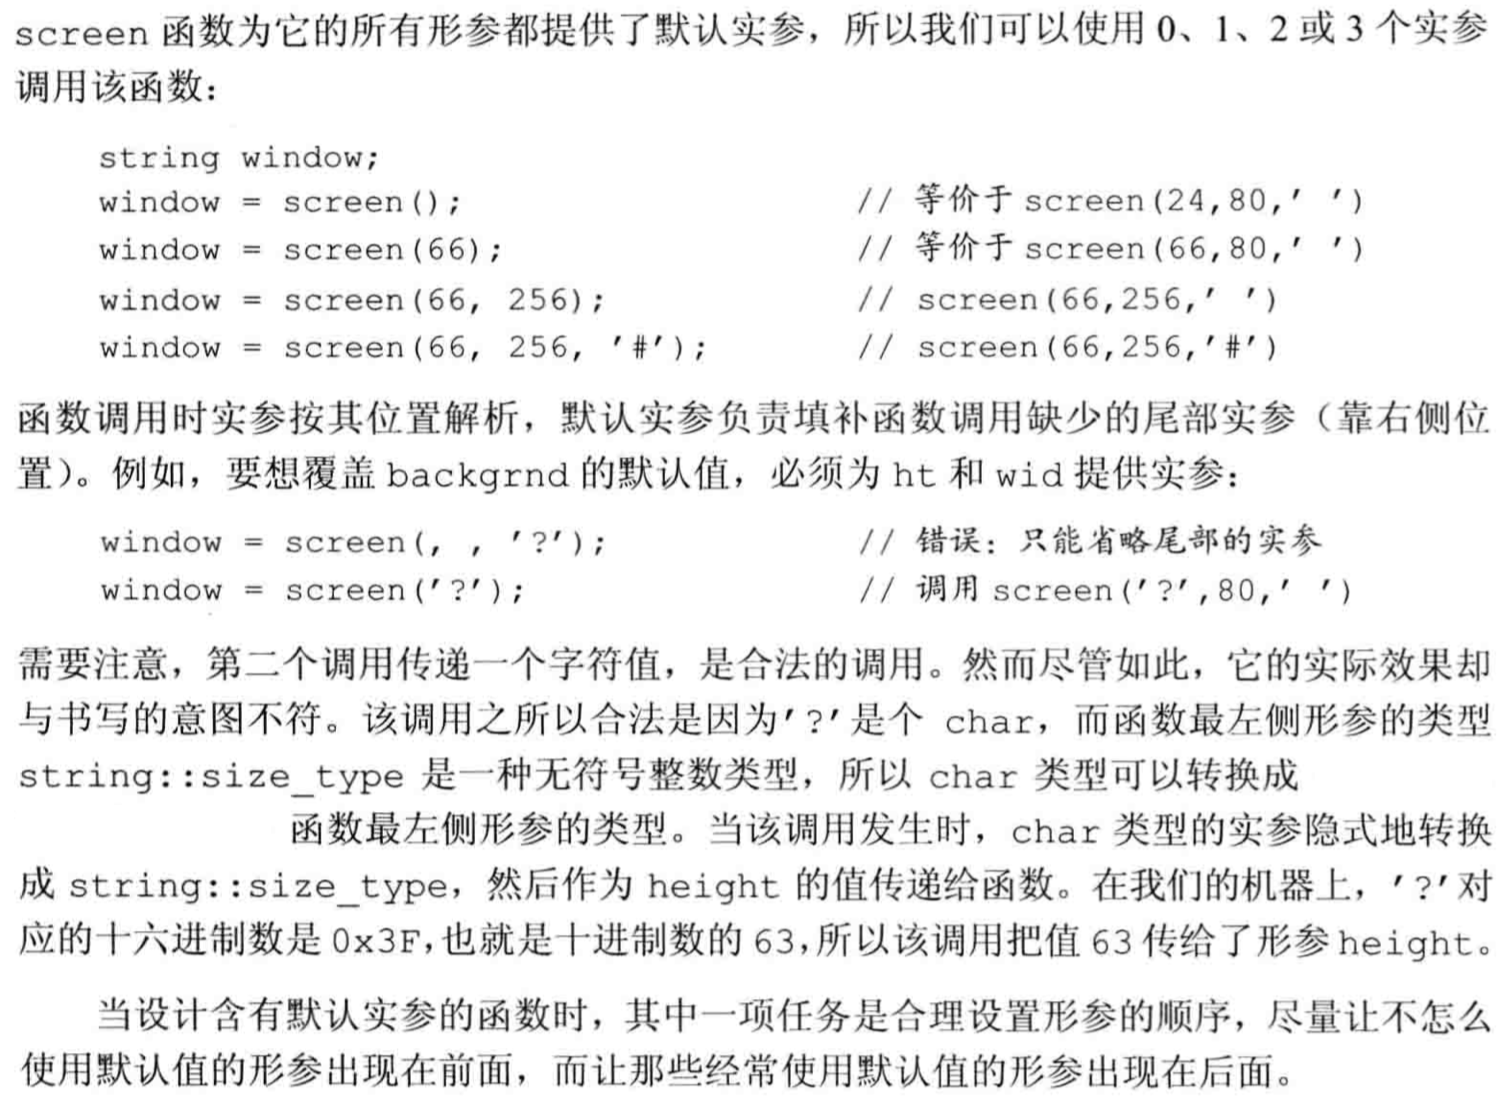 screen 函数为它的所有形参都提供了默认实参，所以我们可以使用 0、1、2 或 3 个实参
调用该函数：
string window;
window = screen(); // 等价于 screen(24,80,' ')
window = screen(66); // 等价于 screen(66,80,' ')
window = screen(66, 256); // screen(66,256,' ')
window = screen(66, 256, '#'); // screen(66,256,'#')
函数调用时实参按其位置解析，默认实参负责填补函数调用缺少的尾部实参（靠右侧位
置）。例如，要想覆盖 backgrnd 的默认值，必须为 ht 和 wid 提供实参：
window = screen(, , '?'); // 错误：只能省略尾部的实参
window = screen('?'); // 调用 screen('?',80,' ')
需要注意，第二个调用传递一个字符值，是合法的调用。然而尽管如此，它的实际效果却
与书写的意图不符。该调用之所以合法是因为'?'是个 char，而函数最左侧形参的类型
string::size_type 是一种无符号整数类型，所以 char 类型可以转换成
函数最左侧形参的类型。当该调用发生时，char 类型的实参隐式地转换
成 string::size_type，然后作为 height 的值传递给函数。在我们的机器上，'?'对
应的十六进制数是 0x3F,也就是十进制数的 63,所以该调用把值 63 传给了形参 height。
当设计含有默认实参的函数时，其中一项任务是合理设置形参的顺序，尽量让不怎么
使用默认值的形参出现在前面，而让那些经常使用默认值的形参出现在后面。